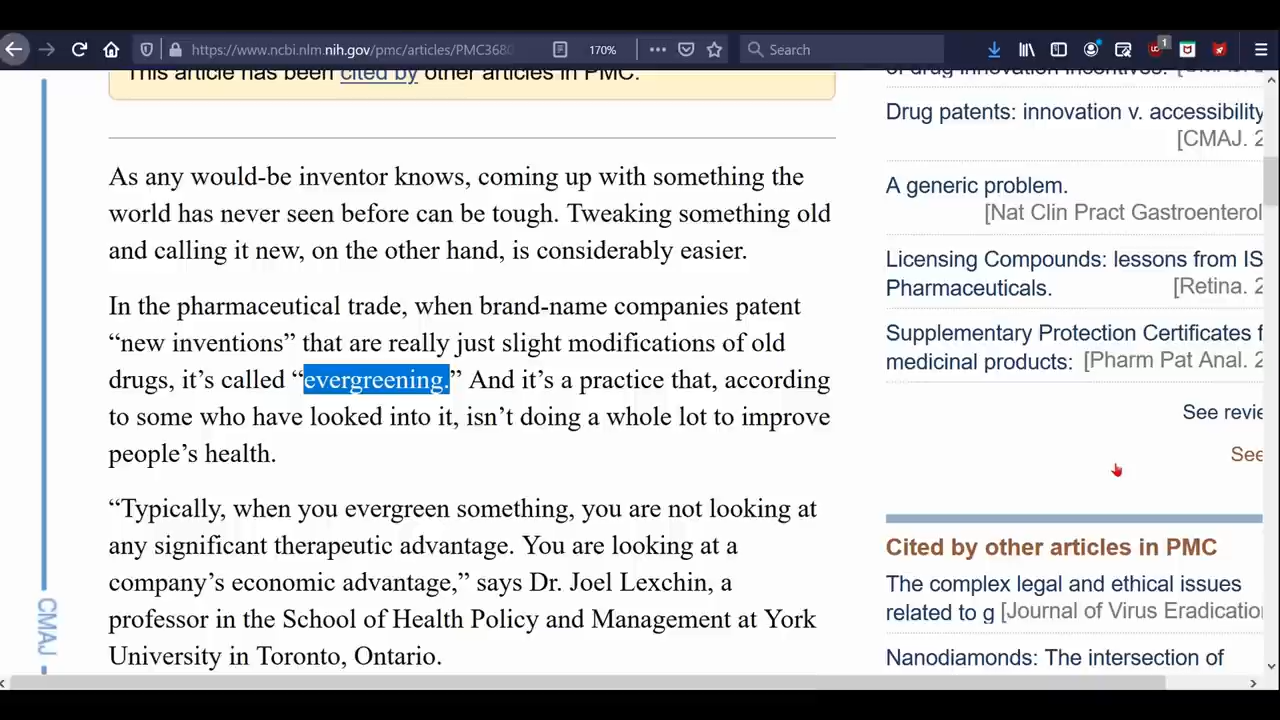 https://www.ncbi.nlm.nih.gov/pmc/articles/PMC3680
170%
Search
1
This article has been cited by other articles in PMC.
As any would-be inventor knows, coming up with something the
world has never seen before can be tough. Tweaking something old
and calling it new, on the other hand, is considerably easier.
In the pharmaceutical trade, when brand-name companies patent
“new inventions” that are really just slight modifications of old
drugs, it’s called “evergreening.” And it’s a practice that, according
to some who have looked into it, isn’t doing a whole lot to improve
people’s health.
“Typically, when you evergreen something, you are not looking at
any significant therapeutic advantage. You are looking at a
company’s economic advantage,” says Dr. Joel Lexchin, a
professor in the School of Health Policy and Management at York
University in Toronto, Ontario.
CMAJ
of drug innovation incentives.
Drug patents: innovation v. accessibility
[CMAJ. 2
A generic problem.
[Nat Clin Pract Gastroenterol
Licensing Compounds: lessons from IS
Pharmaceuticals. [Retina. 2
Supplementary Protection Certificates f
medicinal products: [Pharm Pat Anal. 2
See revie
See
Cited by other articles in PMC
The complex legal and ethical issues
related to g [Journal of Virus Eradicatio
Nanodiamonds: The intersection of